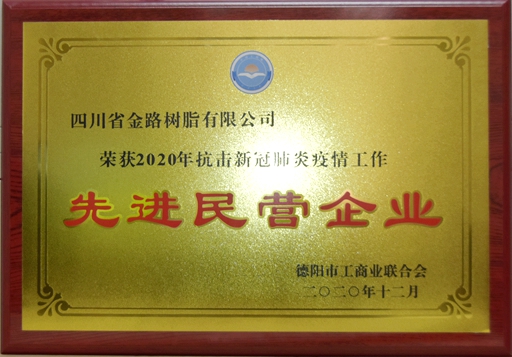 四川省金路树脂有限公司
荣获2020年抗击新冠肺炎疫情工作
先进民营企业
德阳市工商业联合会
二〇二〇年十二月